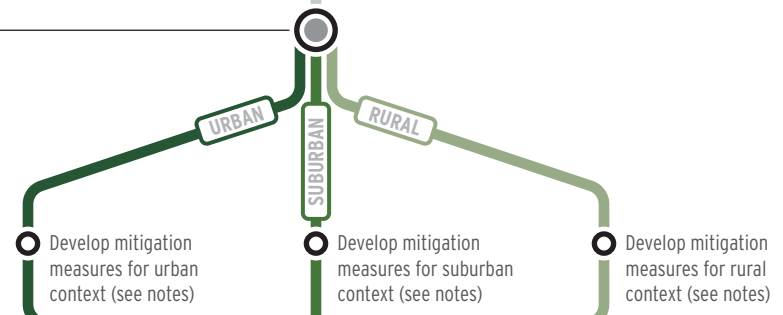 URBAN
SUBURBAN
RURAL
Develop mitigation
measures for urban
context (see notes)
Develop mitigation
measures for suburban
context (see notes)
Develop mitigation
measures for rural
context (see notes)